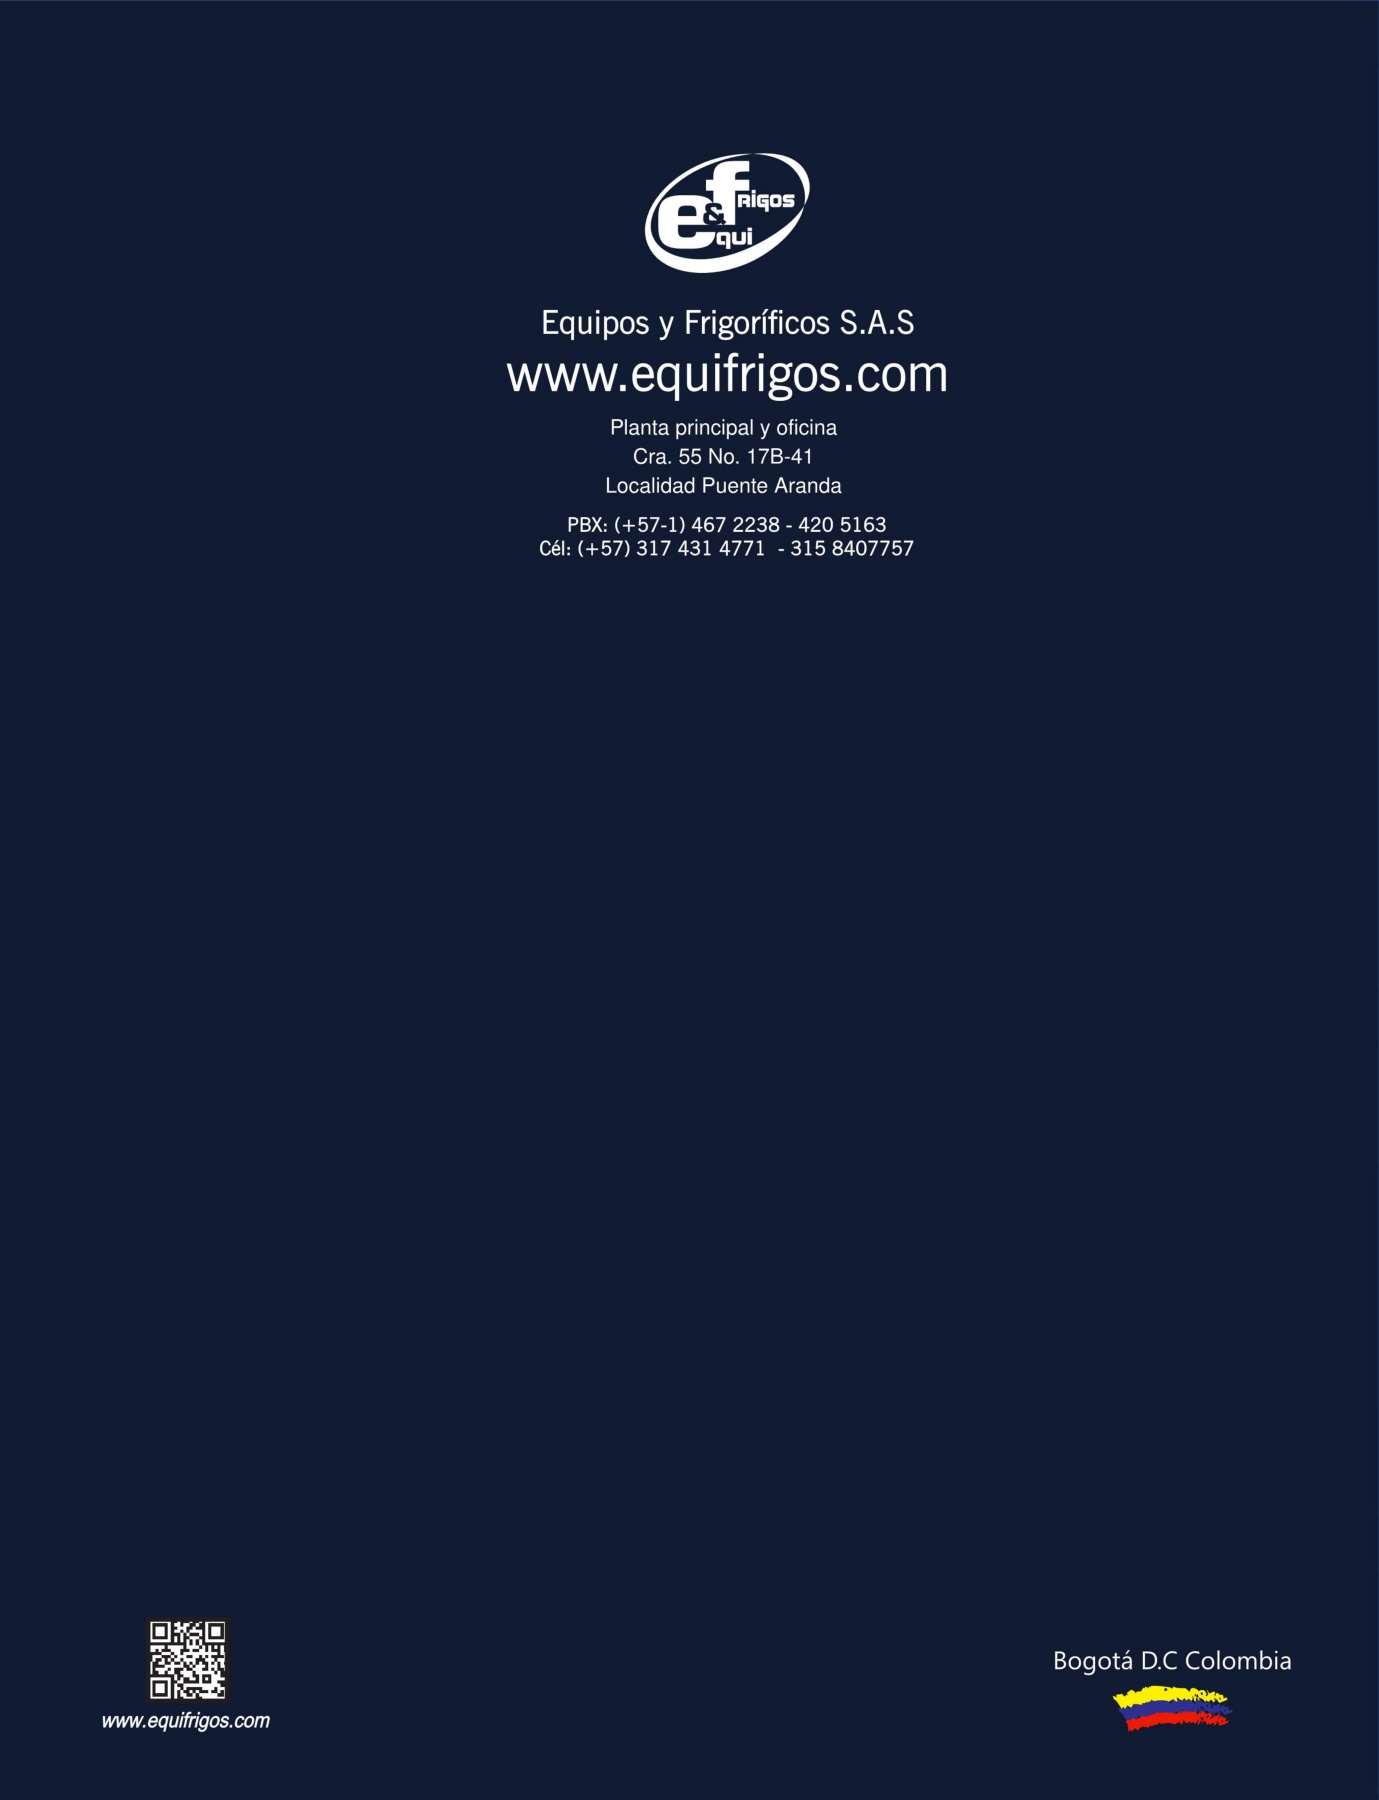 e&Frigos
qui
Equipos y Frigoríficos S.A.S
www.equifrigos.com
Planta principal y oficina
Cra. 55 No. 17B-41
Localidad Puente Aranda
PBX: (+57-1) 467 2238 - 420 5163
Cél: (+57) 317 431 4771 - 315 8407757
www.equifrigos.com
Bogotá D.C Colombia